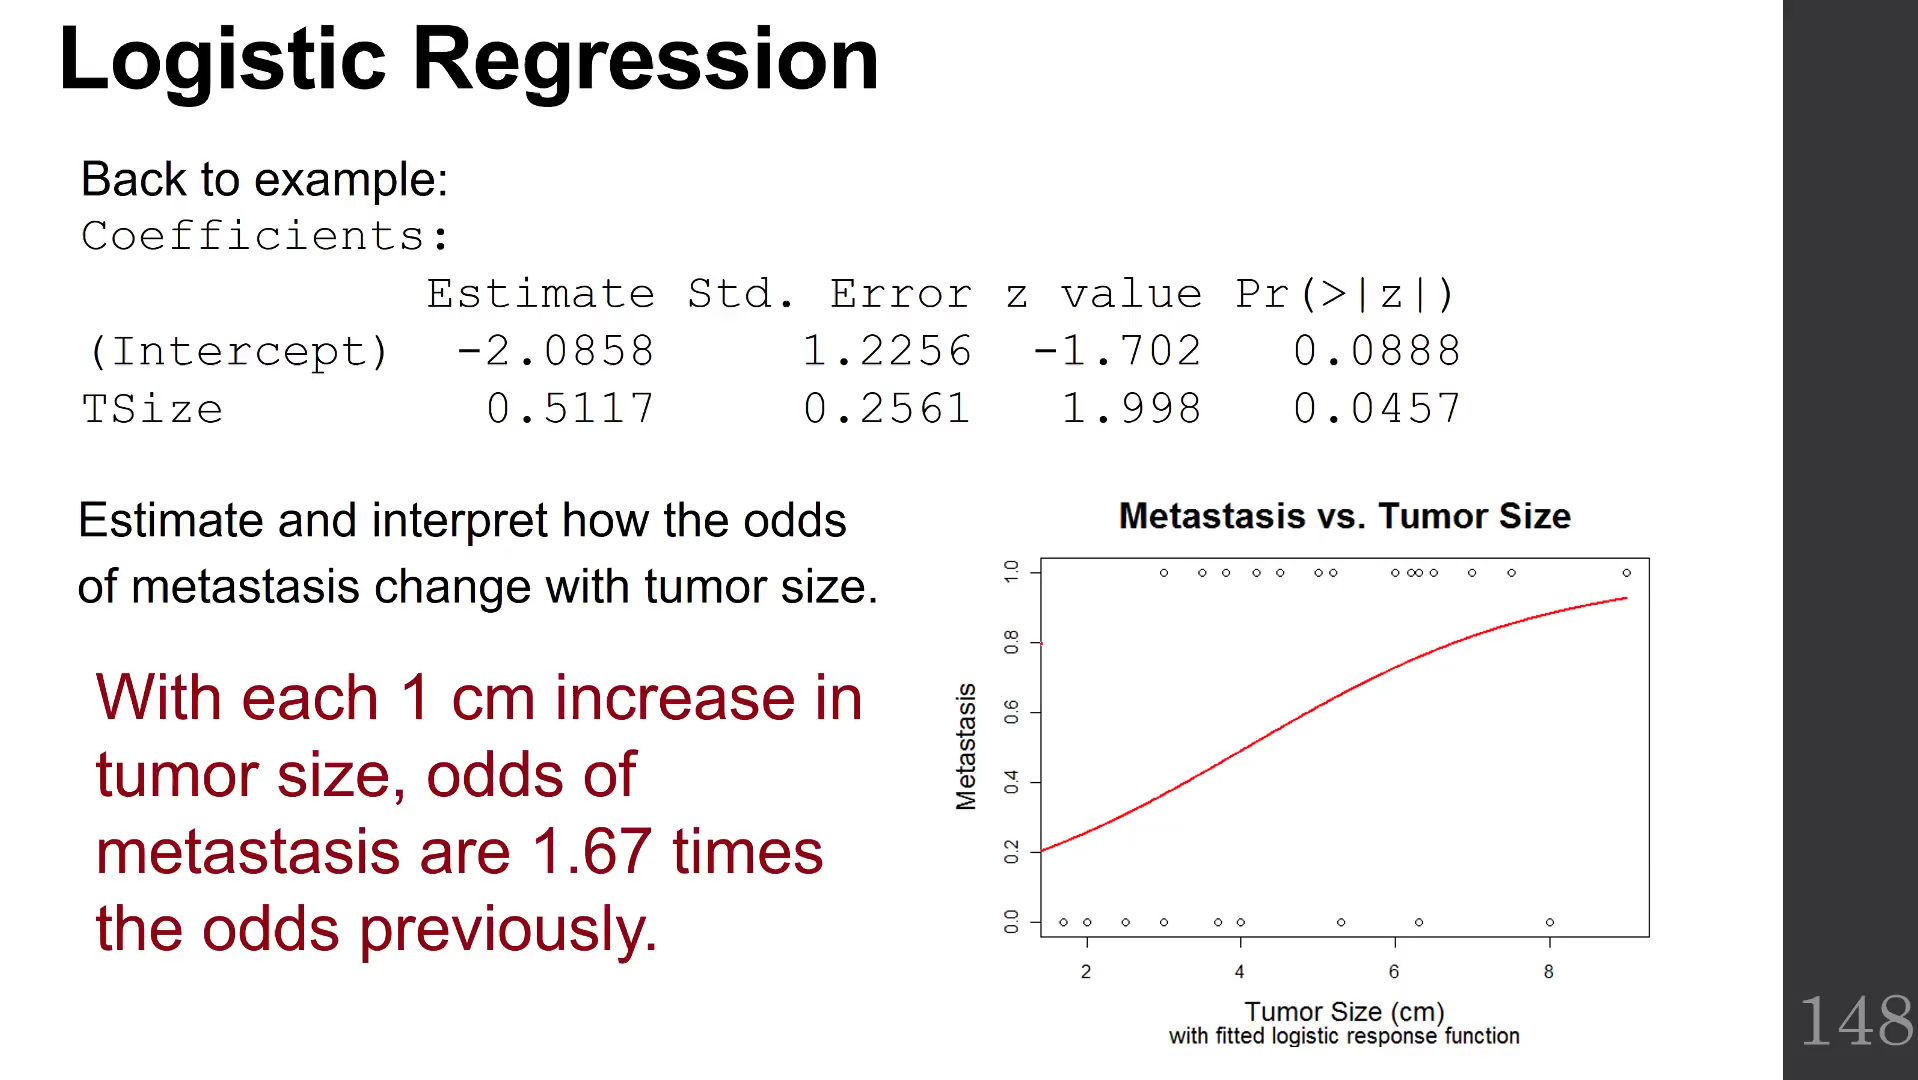 Logistic Regression
Back to example:
Coefficients:
Estimate Std. Error z value Pr(>|z|)
(Intercept) -2.0858 1.2256 -1.702 0.0888
TSize 0.5117 0.2561 1.998 0.0457
Estimate and interpret how the odds
of metastasis change with tumor size.
With each 1 cm increase in
tumor size, odds of
metastasis are 1.67 times
the odds previously.
Metastasis vs. Tumor Size
1.0
0.8
0.6
0.4
0.2
0.0
Metastasis
2 4 6 8
Tumor Size (cm)
with fitted logistic response function
148